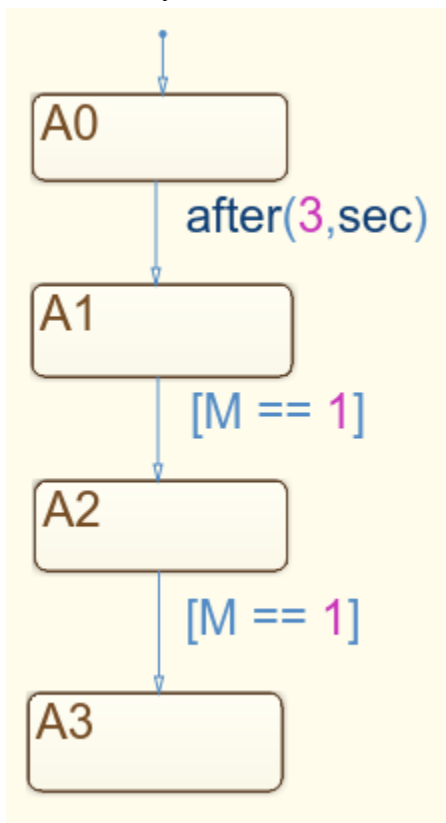 A0
after(3,sec)
A1
[M == 1]
A2
[M == 1]
A3